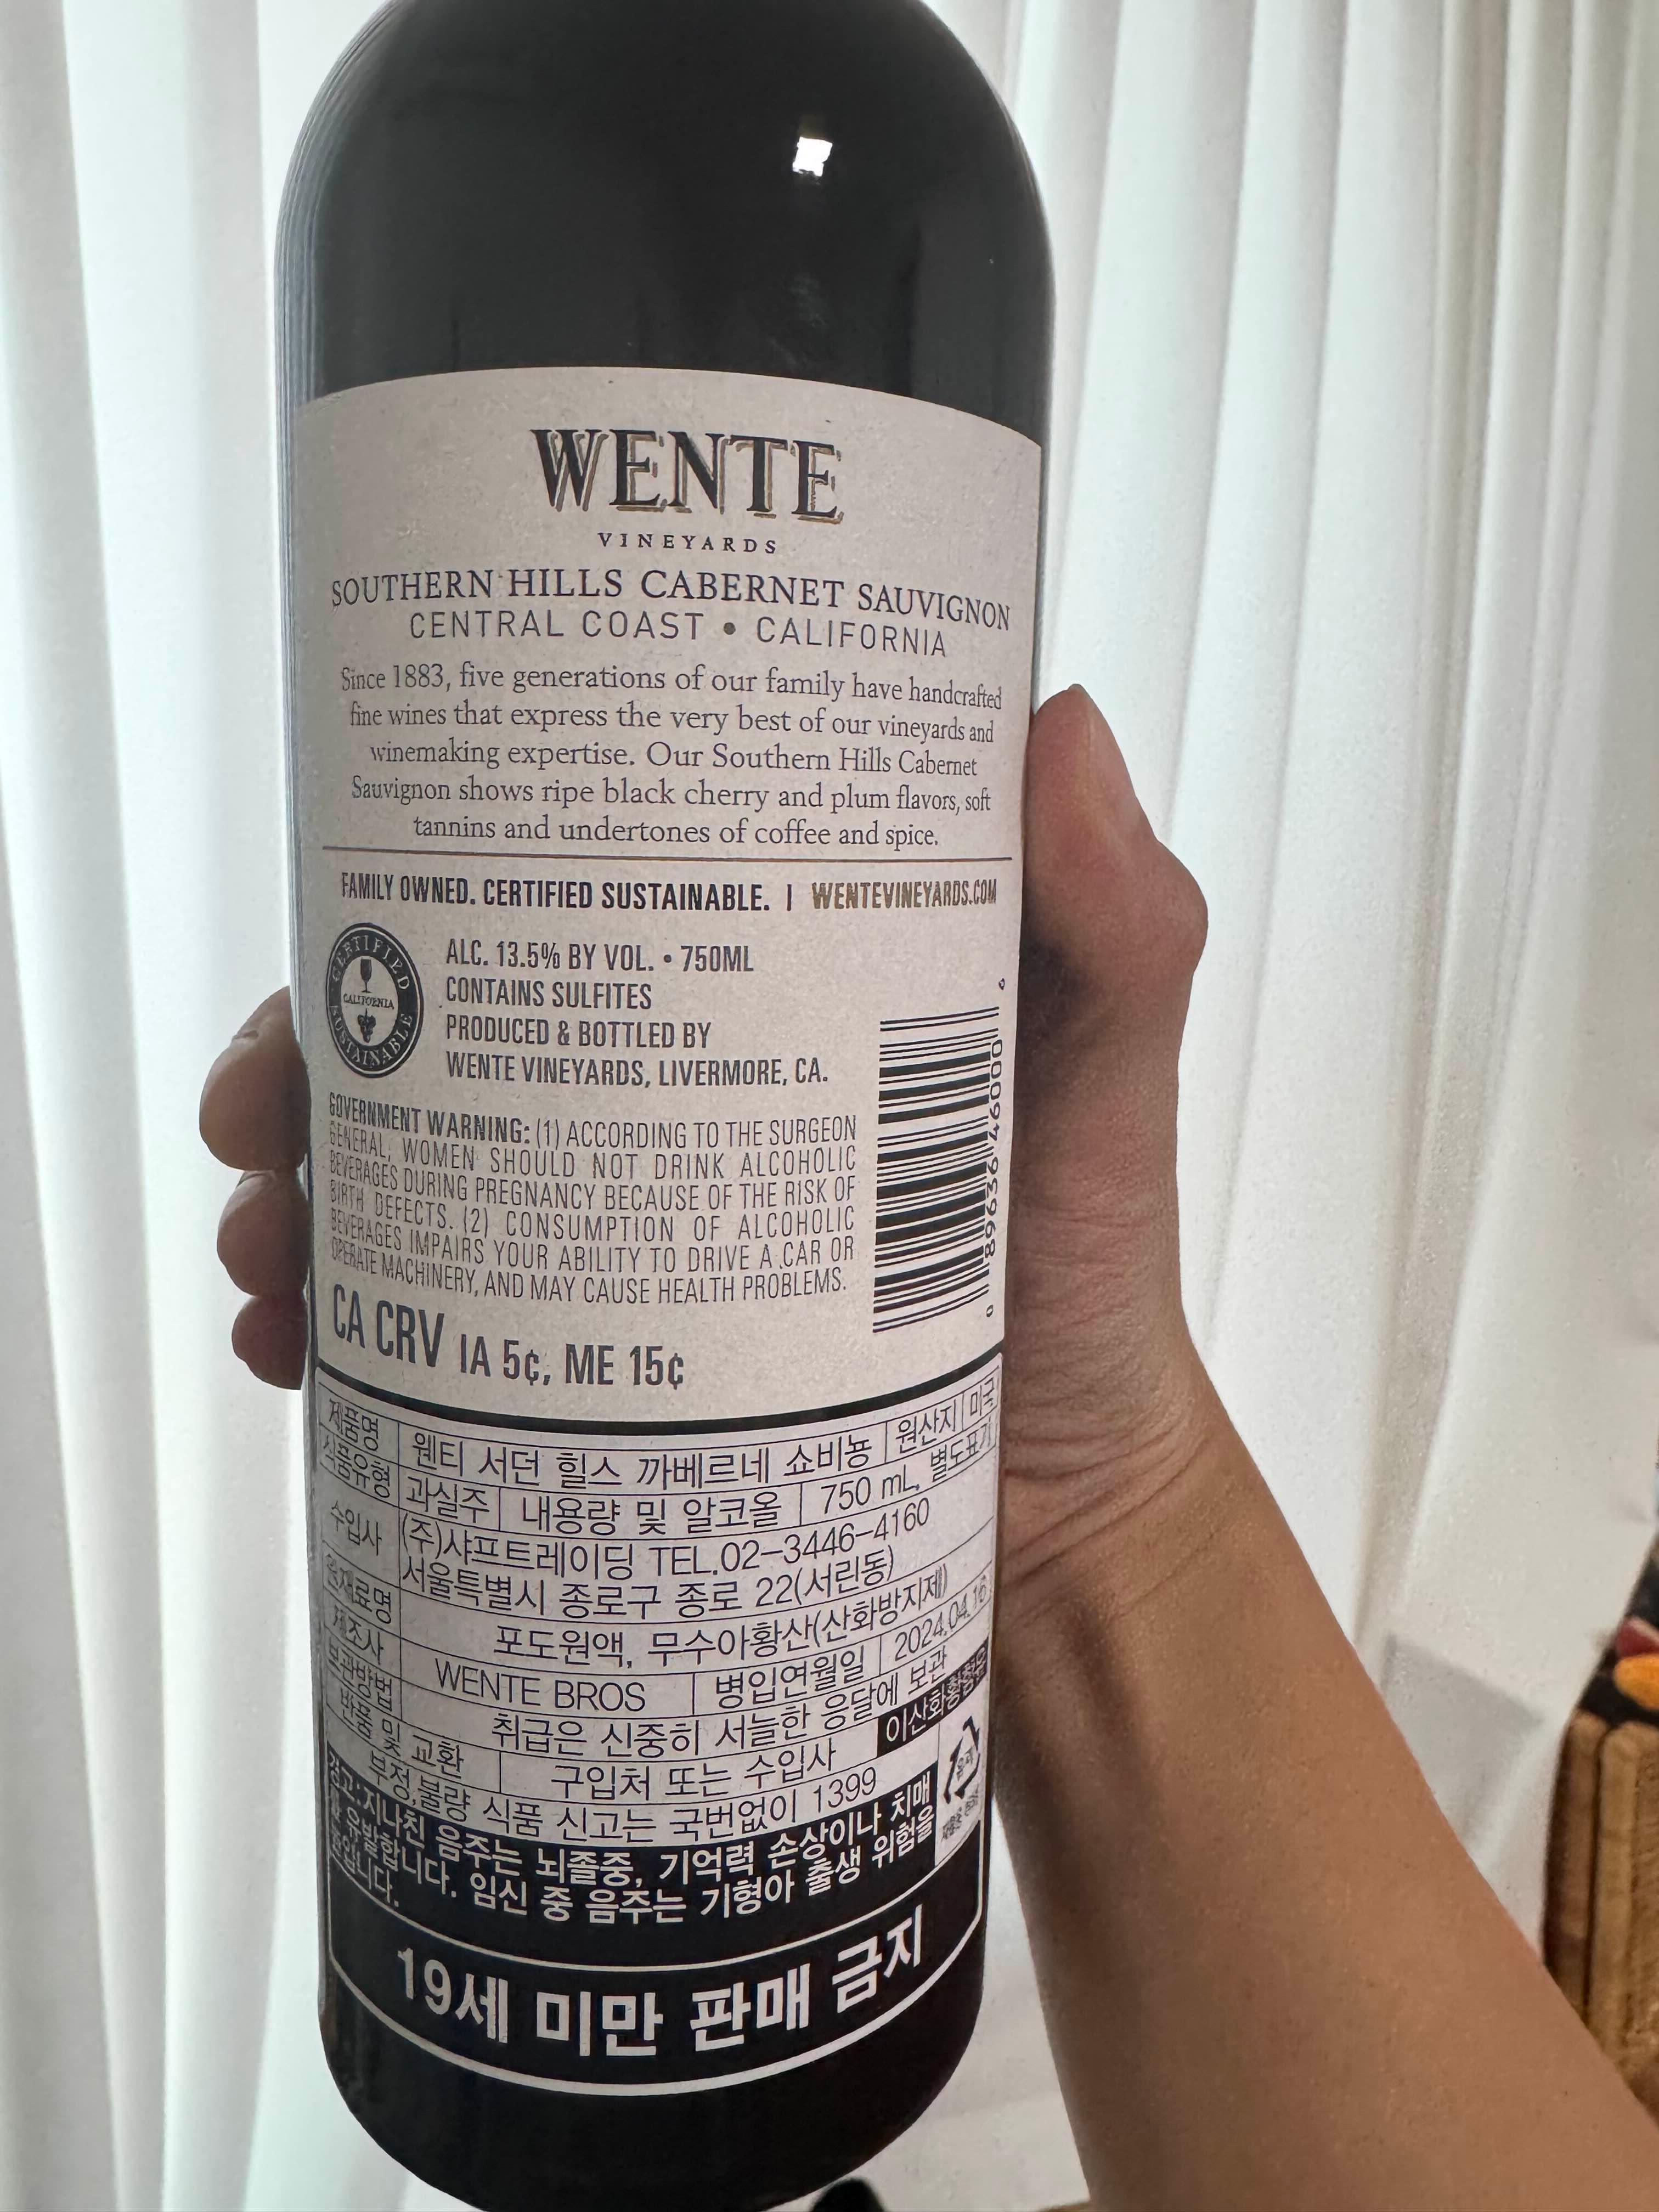 WENTE
VINEYARDS
SOUTHERN HILLS CABERNET SAUVIGNON
CENTRAL COAST • CALIFORNIA
Since 1883, five generations of our family have handcrafted
fine wines that express the very best of our vineyards and
winemaking expertise. Our Southern Hills Cabernet
Sauvignon shows ripe black cherry and plum flavors, soft
tannins and undertones of coffee and spice.
FAMILY OWNED. CERTIFIED SUSTAINABLE. | WENTEVINEYARDS.COM
CERTIFIED
CALIFORNIA
SUSTAINABLE
ALC. 13.5% BY VOL. • 750ML
CONTAINS SULFITES
PRODUCED & BOTTLED BY
WENTE VINEYARDS, LIVERMORE, CA.
GOVERNMENT WARNING: (1) ACCORDING TO THE SURGEON
GENERAL, WOMEN SHOULD NOT DRINK ALCOHOLIC
BEVERAGES DURING PREGNANCY BECAUSE OF THE RISK OF
BIRTH DEFECTS. (2) CONSUMPTION OF ALCOHOLIC
BEVERAGES IMPAIRS YOUR ABILITY TO DRIVE A CAR OR
OPERATE MACHINERY, AND MAY CAUSE HEALTH PROBLEMS.
0 89636 46000 6
CA CRV IA 5¢, ME 15¢
제품명 웬티 서던 힐스 까베르네 쇼비뇽 원산지 미국
식품유형 과실주 내용량 및 알코올 750 mL, 별도표기
수입사 (주)샤프트레이딩 TEL.02-3446-4160
서울특별시 종로구 종로 22(서린동)
원재료명 포도원액, 무수아황산(산화방지제)
제조사 WENTE BROS 병입연월일 2024.04.16
보관방법 취급은 신중히 서늘한 응달에 보관
반품 및 교환 구입처 또는 수입사 이산화황함유
부정,불량 식품 신고는 국번없이 1399
경고:지나친 음주는 뇌졸중, 기억력 손상이나 치매
를 유발합니다. 임신 중 음주는 기형아 출생 위험을
높입니다.
유리
19세 미만 판매 금지